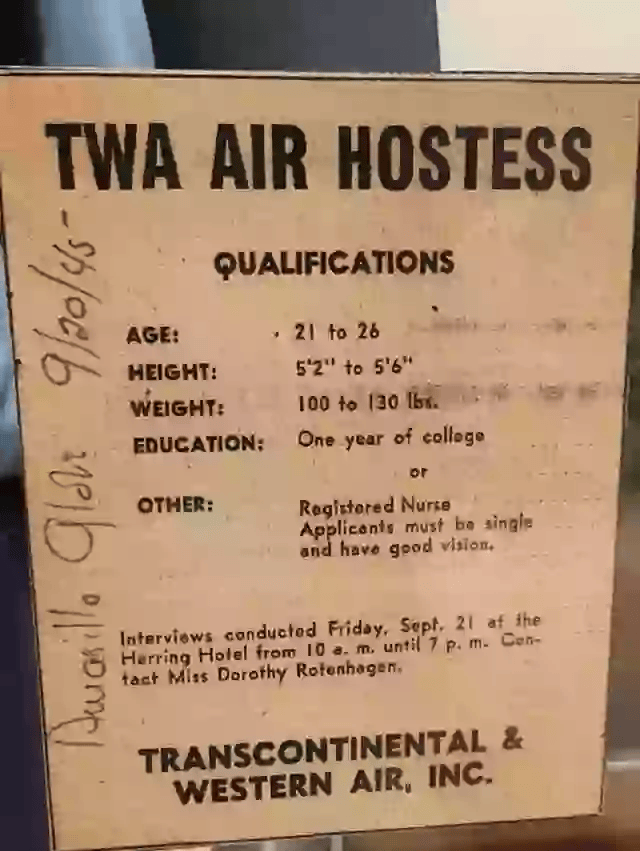 TWA AIR HOSTESS
QUALIFICATIONS
AGE: 21 to 26
HEIGHT: 5'2" to 5'6"
WEIGHT: 100 to 130 lbs.
EDUCATION: One year of college
or
OTHER: Registered Nurse
Applicants must be single
and have good vision.
Interviews conducted Friday, Sept. 21 at the
Herring Hotel from 10 a. m. until 7 p. m. Con-
tact Miss Dorothy Rotenhagen.
TRANSCONTINENTAL &
WESTERN AIR, INC.
Amarillo Globe 9/20/45-